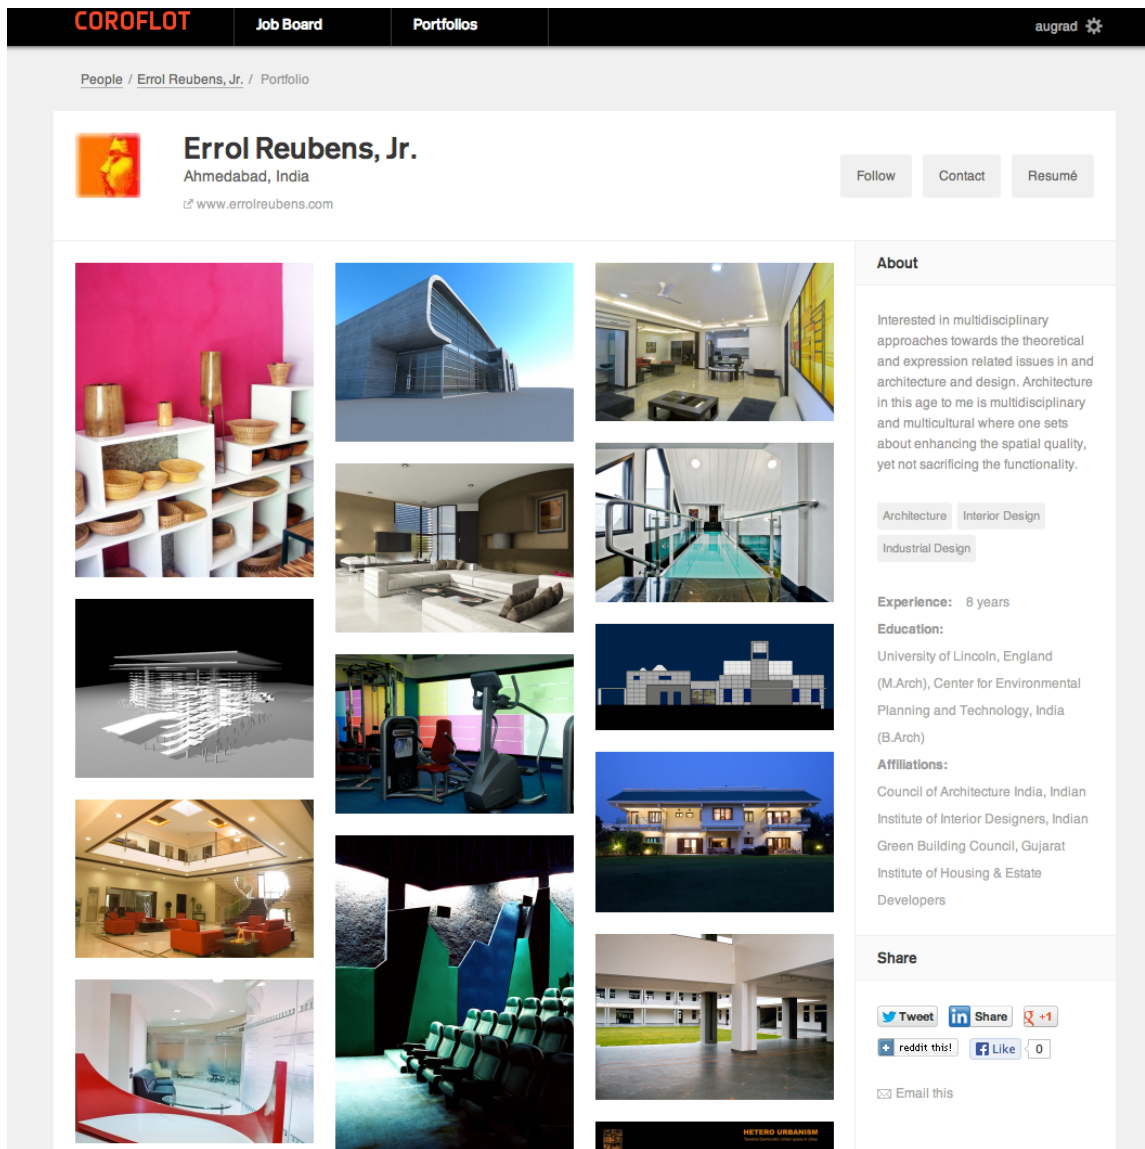 COROFLOT
Job Board
Portfolios
augrad
People / Errol Reubens, Jr. / Portfolio
Errol Reubens, Jr.
Ahmedabad, India
www.errolreubens.com
Follow
Contact
Resumé
About
Interested in multidisciplinary
approaches towards the theoretical
and expression related issues in and
architecture and design. Architecture
in this age to me is multidisciplinary
and multicultural where one sets
about enhancing the spatial quality,
yet not sacrificing the functionality.
Architecture
Interior Design
Industrial Design
Experience: 8 years
Education:
University of Lincoln, England
(M.Arch), Center for Environmental
Planning and Technology, India
(B.Arch)
Affiliations:
Council of Architecture India, Indian
Institute of Interior Designers, Indian
Green Building Council, Gujarat
Institute of Housing & Estate
Developers
Share
Tweet
in Share
g +1
+ reddit this!
f Like 0
Email this
HETERO URBANISM